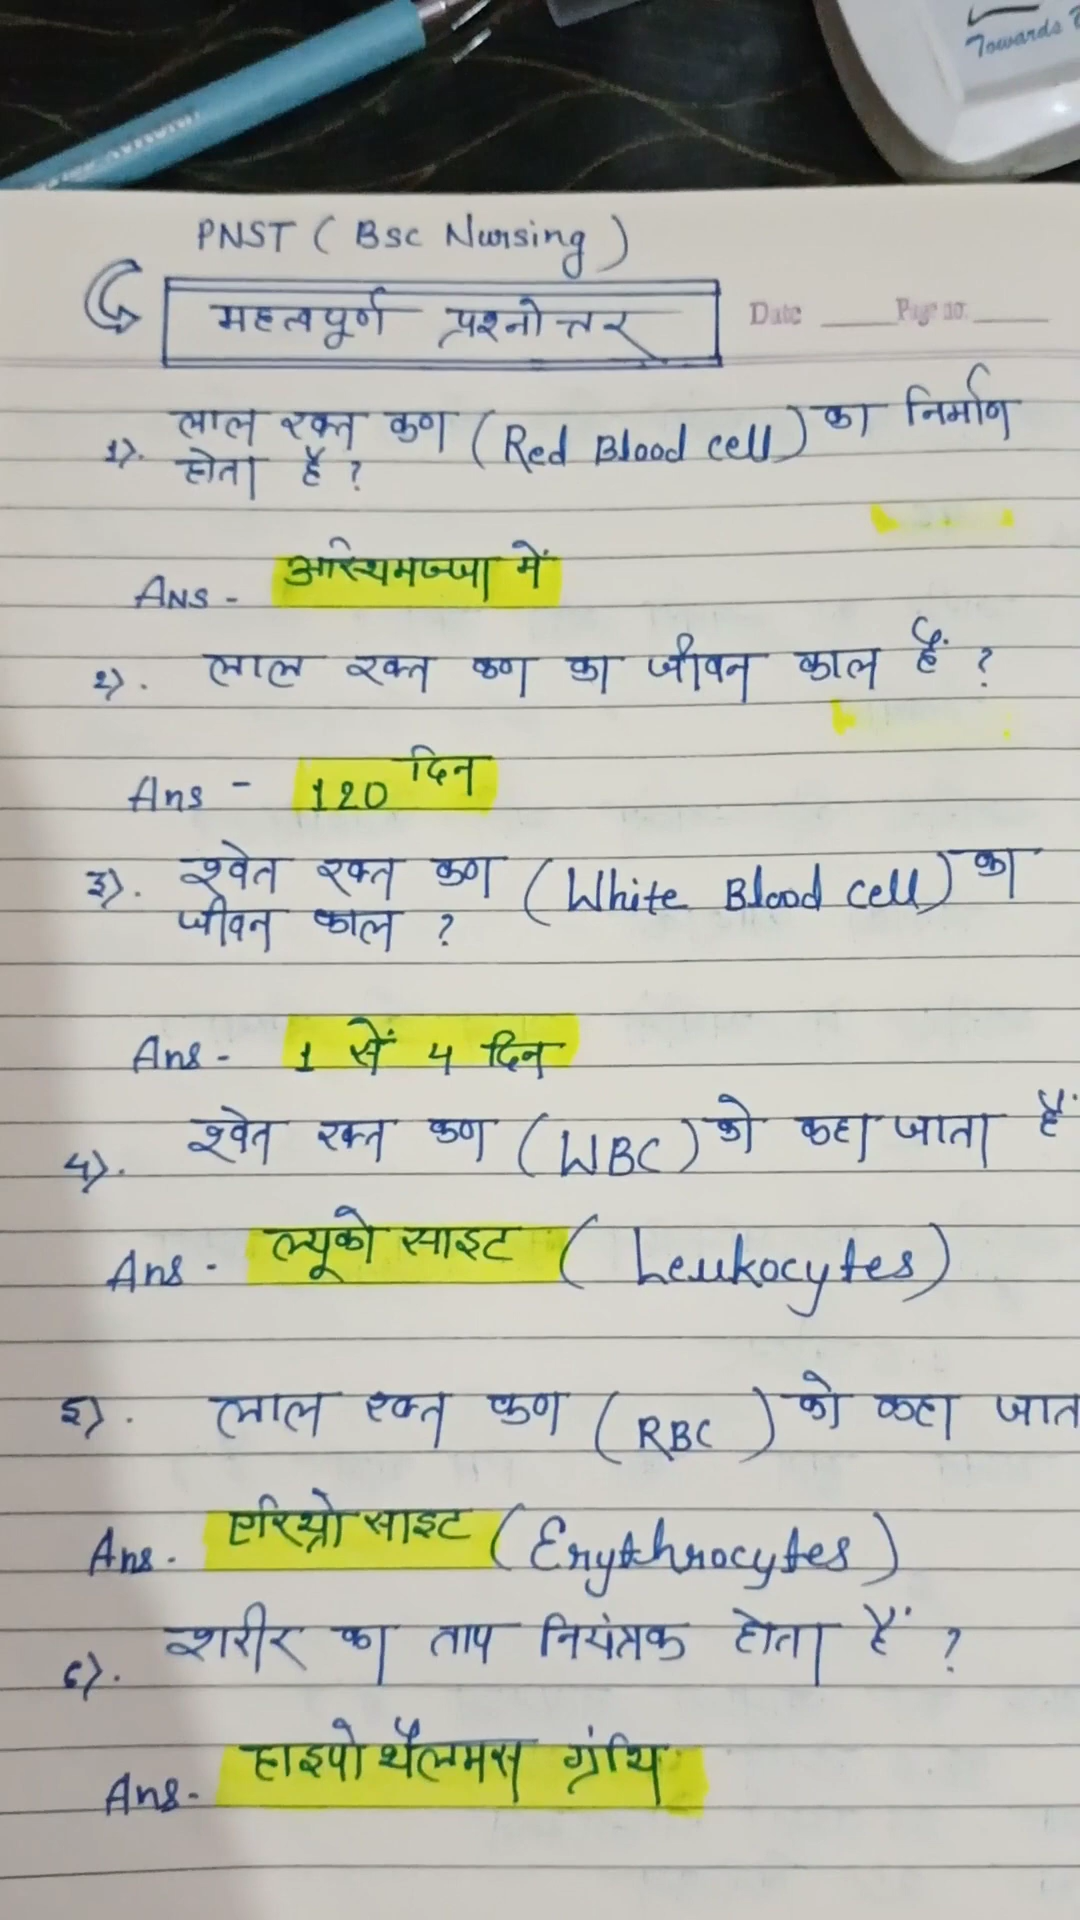 Towards
PNST ( Bsc Nursing )
महत्वपूर्ण प्रश्नोत्तर
Date ____ Page no. ____
1). लाल रक्त कण ( Red Blood cell ) का निर्माण
होता है ?
Ans - अस्थिमज्जा में
2). लाल रक्त कण का जीवन काल हैं ?
Ans - 120 दिन
3). श्वेत रक्त कण ( White Blood cell ) का
जीवन काल ?
Ans - 1 सें 4 दिन
4). श्वेत रक्त कण ( WBC ) को कहा जाता हैं
Ans - ल्यूकोसाइट ( Leukocytes )
5). लाल रक्त कण ( RBC ) को कहा जात
Ans - एरिथ्रोसाइट ( Erythrocytes )
6). शरीर का ताप नियंत्रक होता हैं ?
Ans - हाइपोथैलमस ग्रंथि